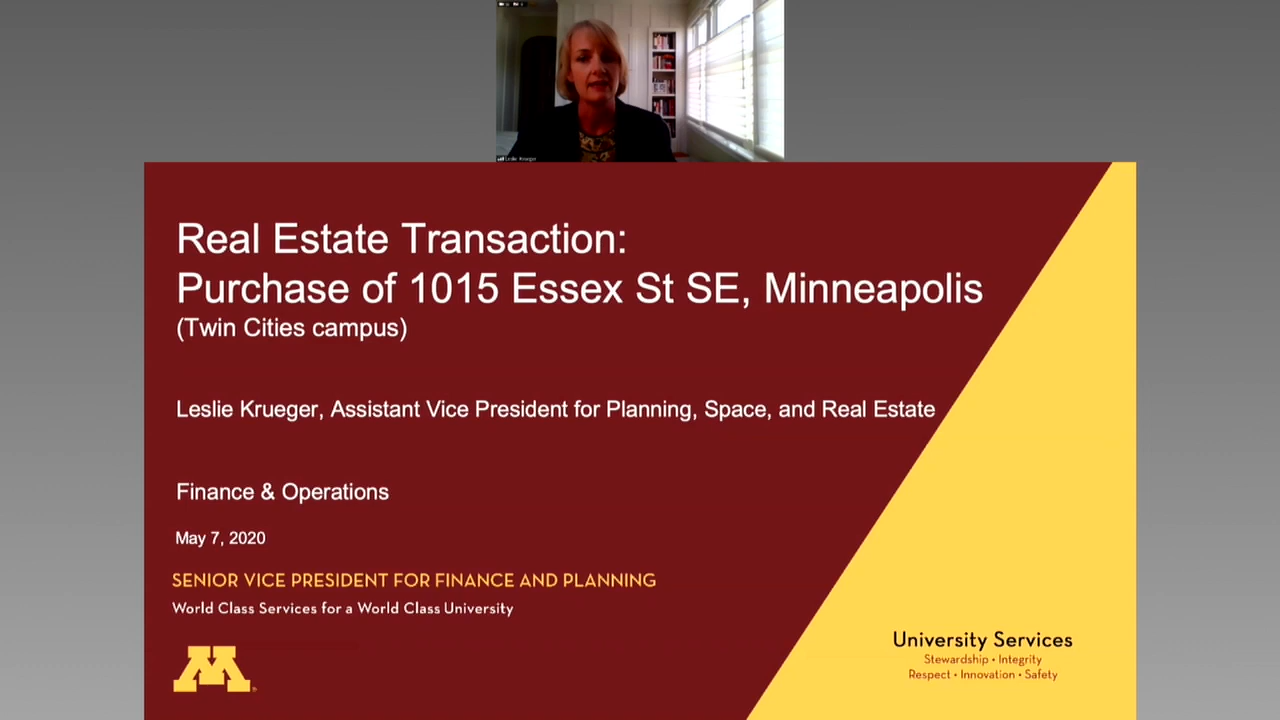 Leslie Krueger
Real Estate Transaction:
Purchase of 1015 Essex St SE, Minneapolis
(Twin Cities campus)
Leslie Krueger, Assistant Vice President for Planning, Space, and Real Estate
Finance & Operations
May 7, 2020
SENIOR VICE PRESIDENT FOR FINANCE AND PLANNING
World Class Services for a World Class University
M
University Services
Stewardship • Integrity
Respect • Innovation • Safety